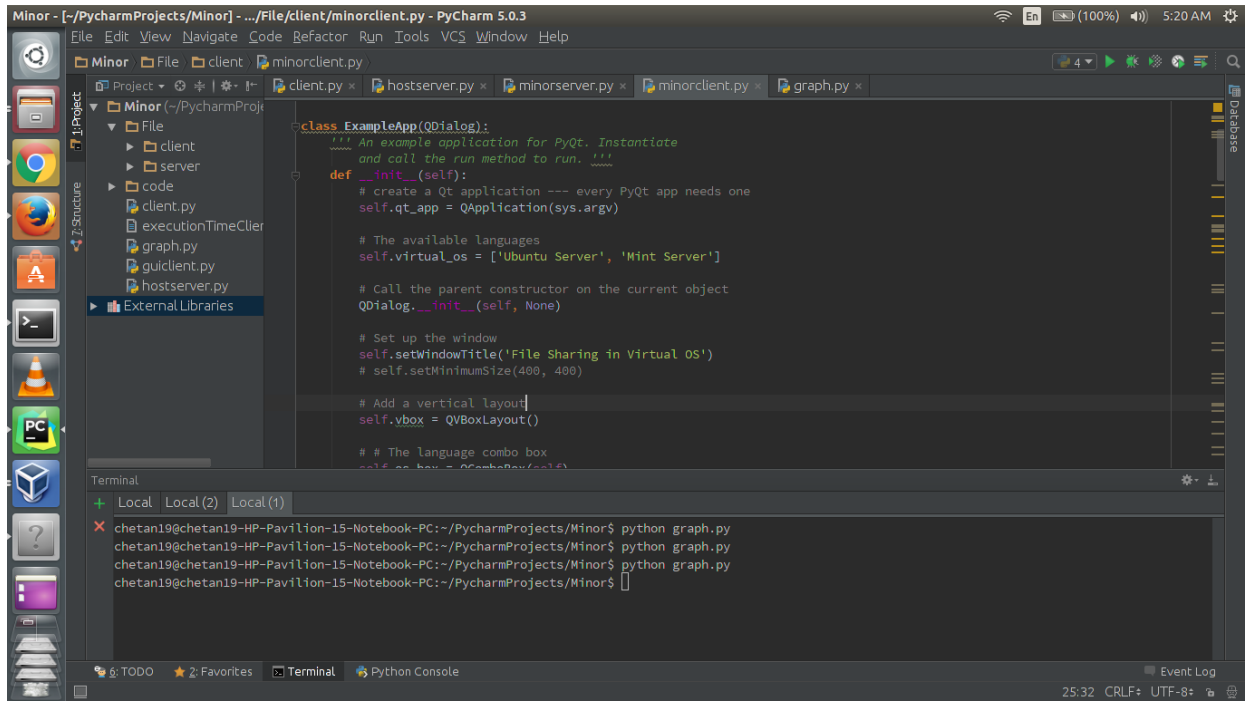 Minor - [~/PycharmProjects/Minor] - .../File/client/minorclient.py - PyCharm 5.0.3
En (100%) 5:20 AM
File Edit View Navigate Code Refactor Run Tools VCS Window Help
Minor File client minorclient.py
4
Project
client.py × hostserver.py × minorserver.py × minorclient.py × graph.py ×
1: Project
Z: Structure
Database
Minor (~/PycharmProje
File
client
server
code
client.py
executionTimeClier
graph.py
guiclient.py
hostserver.py
External Libraries
class ExampleApp(QDialog):
''' An example application for PyQt. Instantiate
and call the run method to run. '''
def __init__(self):
# create a Qt application --- every PyQt app needs one
self.qt_app = QApplication(sys.argv)
# The available languages
self.virtual_os = ['Ubuntu Server', 'Mint Server']
# Call the parent constructor on the current object
QDialog.__init__(self, None)
# Set up the window
self.setWindowTitle('File Sharing in Virtual OS')
# self.setMinimumSize(400, 400)
# Add a vertical layout
self.vbox = QVBoxLayout()
# # The language combo box
self.os_box = QComboBox(self)
Terminal
+ Local Local (2) Local (1)
chetan19@chetan19-HP-Pavilion-15-Notebook-PC:~/PycharmProjects/Minor$ python graph.py
chetan19@chetan19-HP-Pavilion-15-Notebook-PC:~/PycharmProjects/Minor$ python graph.py
chetan19@chetan19-HP-Pavilion-15-Notebook-PC:~/PycharmProjects/Minor$ python graph.py
chetan19@chetan19-HP-Pavilion-15-Notebook-PC:~/PycharmProjects/Minor$
PC
6: TODO 2: Favorites Terminal Python Console Event Log
25:32 CRLF UTF-8